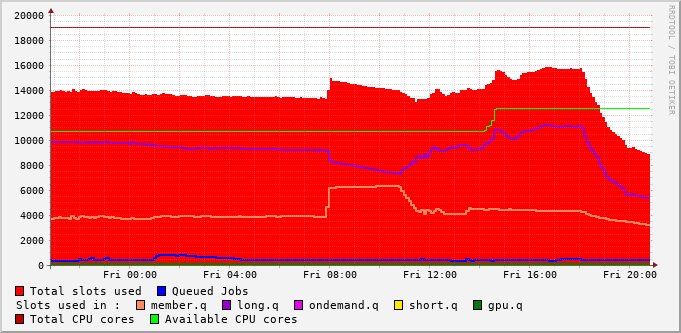 20000
18000
16000
14000
12000
10000
8000
6000
4000
2000
0
Fri 00:00 Fri 04:00 Fri 08:00 Fri 12:00 Fri 16:00 Fri 20:00
RRDTOOL / TOBI OETIKER
Total slots used Queued Jobs
Slots used in : member.q long.q ondemand.q short.q gpu.q
Total CPU cores Available CPU cores